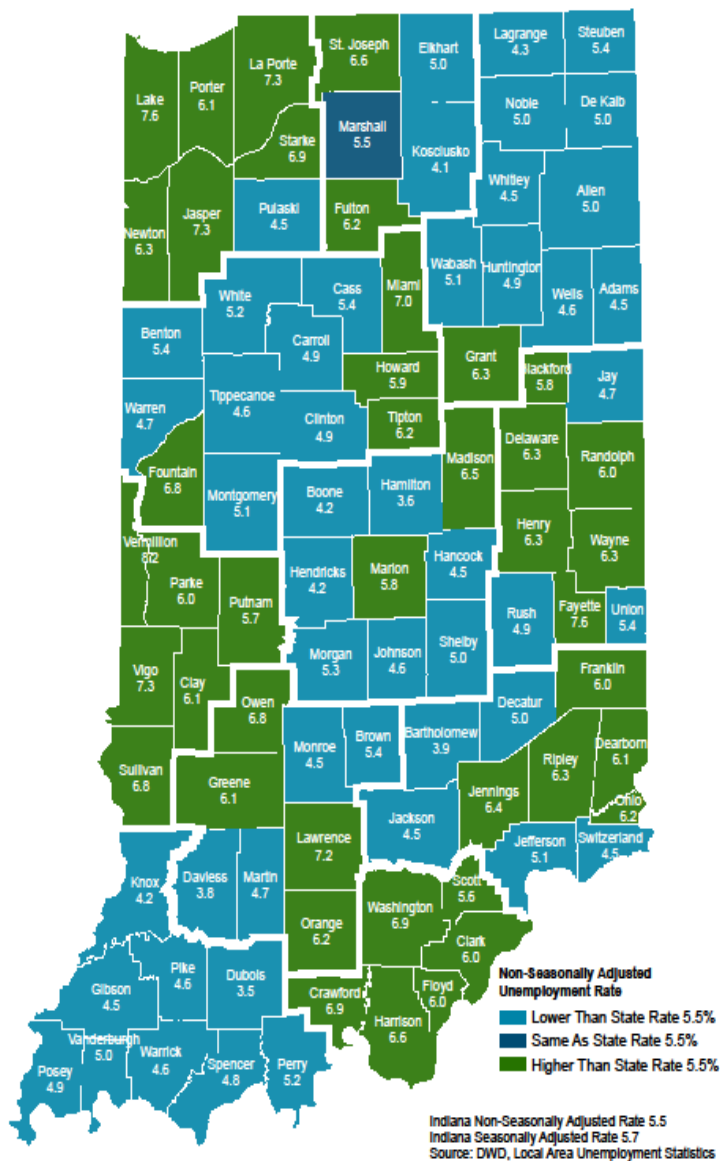 St. Joseph
6.6
Elkhart
5.0
Lagrange
4.3
Steuben
5.4
La Porte
7.3
Porter
6.1
Lake
7.6
Noble
5.0
De Kalb
5.0
Marshall
5.5
Starke
6.9
Kosciusko
4.1
Whitley
4.5
Allen
5.0
Pulaski
4.5
Fulton
6.2
Jasper
7.3
Newton
6.3
Wabash
5.1
Huntington
4.9
Miami
7.0
Cass
5.4
White
5.2
Wells
4.6
Adams
4.5
Benton
5.4
Carroll
4.9
Grant
6.3
Howard
5.9
Blackford
5.8
Jay
4.7
Warren
4.7
Tippecanoe
4.6
Clinton
4.9
Tipton
6.2
Delaware
6.3
Madison
6.5
Randolph
6.0
Fountain
6.8
Montgomery
5.1
Boone
4.2
Hamilton
3.6
Henry
6.3
Wayne
6.3
Vermillion
8.2
Parke
6.0
Putnam
5.7
Hendricks
4.2
Marion
5.8
Hancock
4.5
Rush
4.9
Fayette
7.6
Union
5.4
Vigo
7.3
Clay
6.1
Morgan
5.3
Johnson
4.6
Shelby
5.0
Franklin
6.0
Owen
6.8
Decatur
5.0
Monroe
4.5
Brown
5.4
Bartholomew
3.9
Dearborn
6.1
Ripley
6.3
Sullivan
6.8
Greene
6.1
Jennings
6.4
Ohio
6.2
Jackson
4.5
Lawrence
7.2
Jefferson
5.1
Switzerland
4.5
Knox
4.2
Daviess
3.8
Martin
4.7
Scott
5.6
Washington
6.9
Orange
6.2
Clark
6.0
Pike
4.6
Dubois
3.5
Gibson
4.5
Crawford
6.9
Floyd
6.0
Harrison
6.6
Vanderburgh
5.0
Warrick
4.6
Posey
4.9
Spencer
4.8
Perry
5.2
Non-Seasonally Adjusted
Unemployment Rate
Lower Than State Rate 5.5%
Same As State Rate 5.5%
Higher Than State Rate 5.5%
Indiana Non-Seasonally Adjusted Rate 5.5
Indiana Seasonally Adjusted Rate 5.7
Source: DWD, Local Area Unemployment Statistics